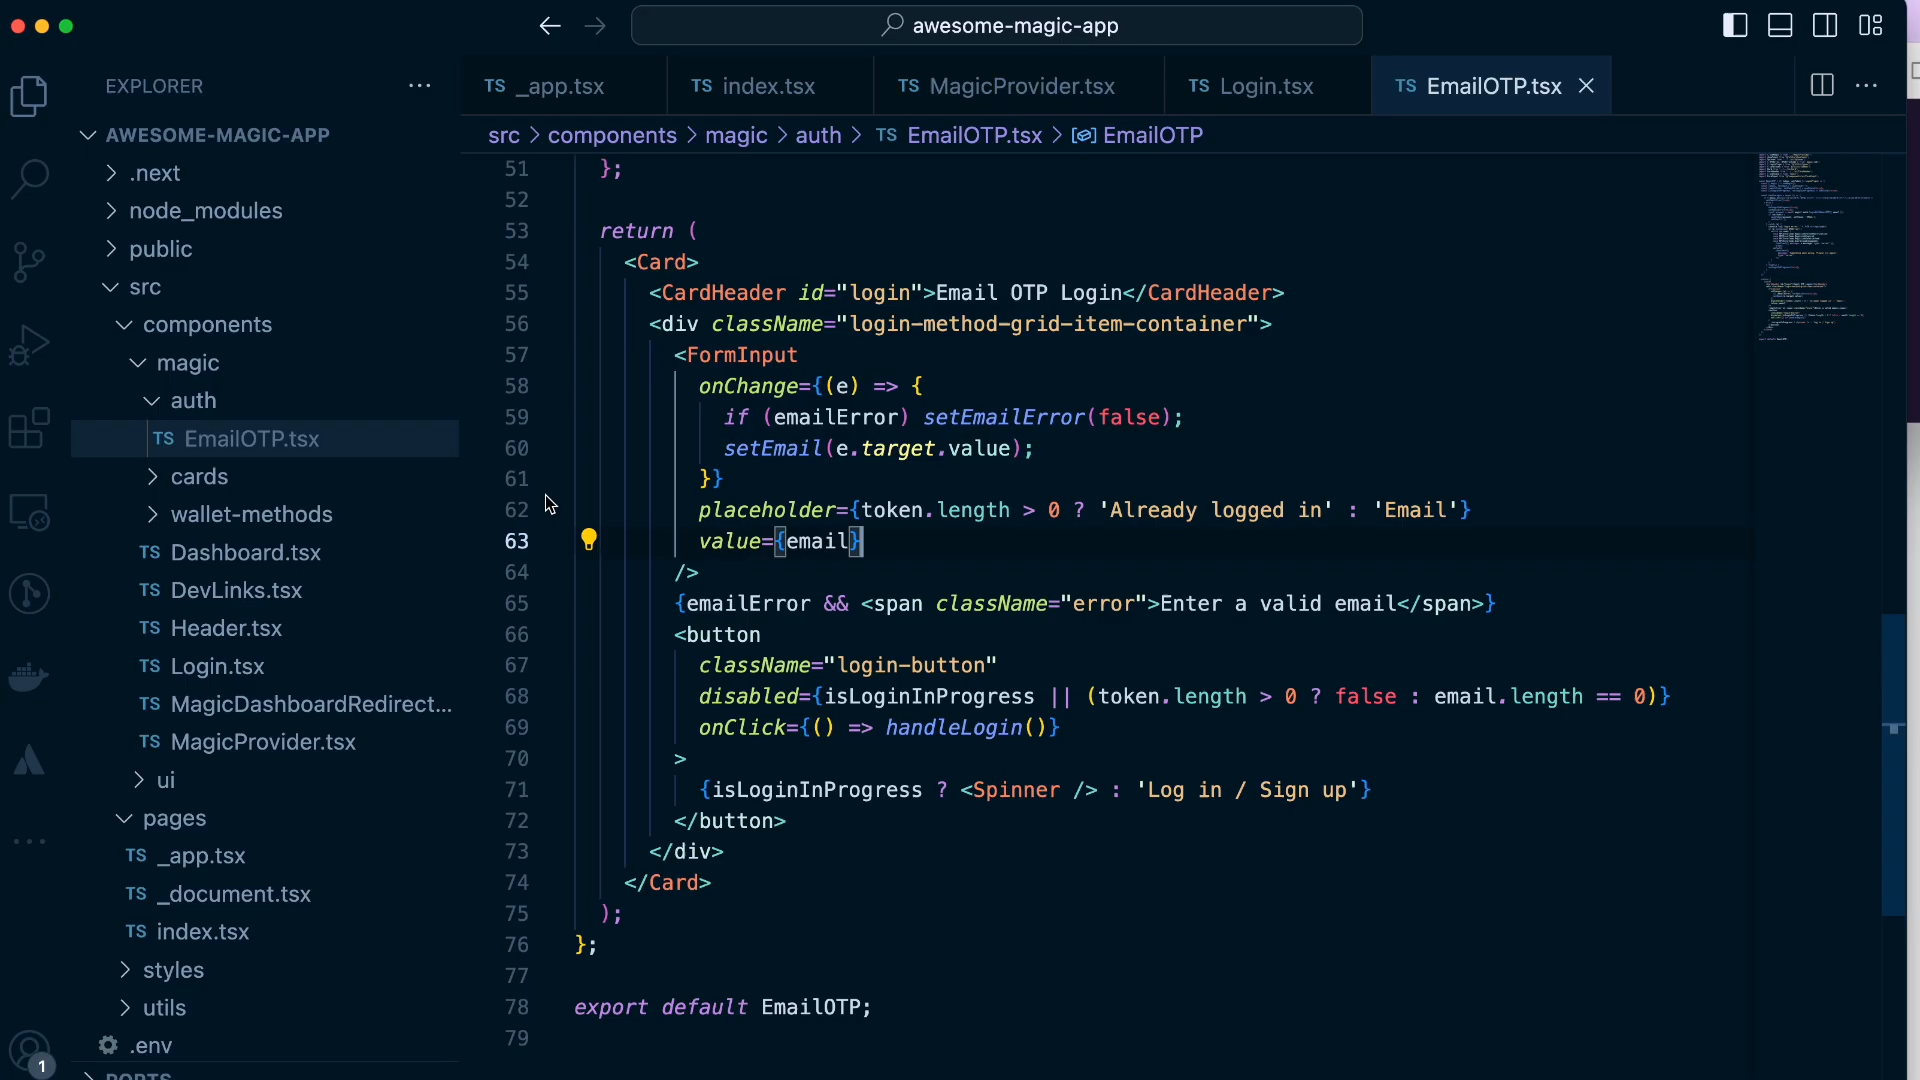 awesome-magic-app
EXPLORER
AWESOME-MAGIC-APP
.next
node_modules
public
src
components
magic
auth
TS EmailOTP.tsx
cards
wallet-methods
TS Dashboard.tsx
TS DevLinks.tsx
TS Header.tsx
TS Login.tsx
TS MagicDashboardRedirect...
TS MagicProvider.tsx
ui
pages
TS _app.tsx
TS _document.tsx
TS index.tsx
styles
utils
.env
PORTS
1
TS _app.tsx
TS index.tsx
TS MagicProvider.tsx
TS Login.tsx
TS EmailOTP.tsx
src > components > magic > auth > TS EmailOTP.tsx > EmailOTP
51 };
52
53 return (
54 <Card>
55 <CardHeader id="login">Email OTP Login</CardHeader>
56 <div className="login-method-grid-item-container">
57 <FormInput
58 onChange={(e) => {
59 if (emailError) setEmailError(false);
60 setEmail(e.target.value);
61 }}
62 placeholder={token.length > 0 ? 'Already logged in' : 'Email'}
63 value={email}
64 />
65 {emailError && <span className="error">Enter a valid email</span>}
66 <button
67 className="login-button"
68 disabled={isLoginInProgress || (token.length > 0 ? false : email.length == 0)}
69 onClick={() => handleLogin()}
70 >
71 {isLoginInProgress ? <Spinner /> : 'Log in / Sign up'}
72 </button>
73 </div>
74 </Card>
75 );
76 };
77
78 export default EmailOTP;
79